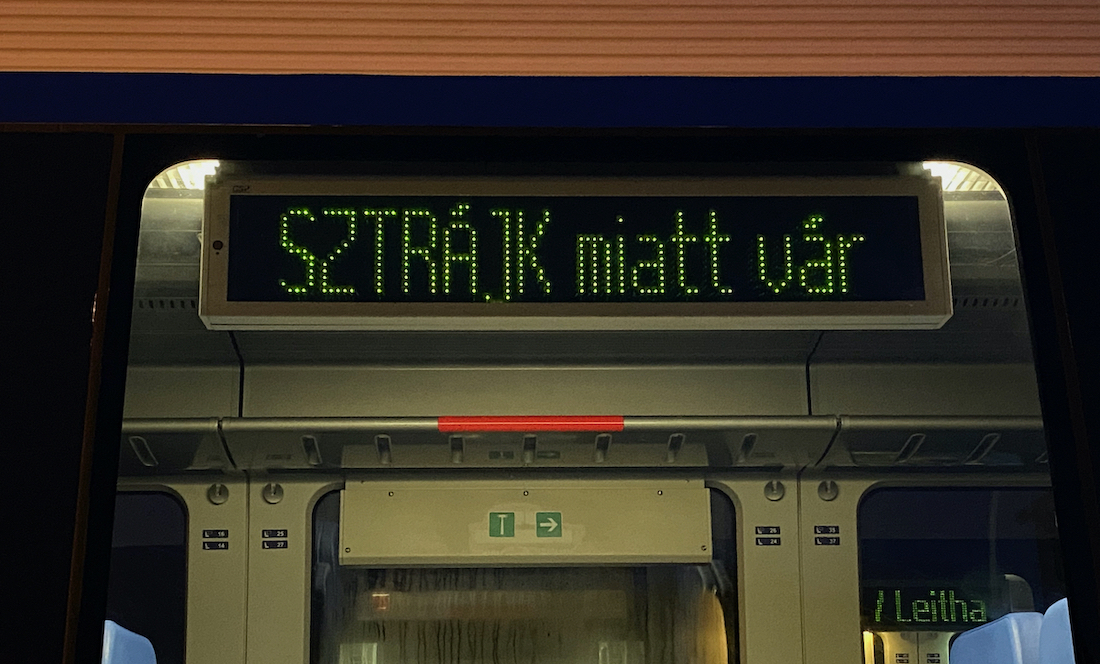 SZTRÁJK miatt vár
T →
/ Leitha